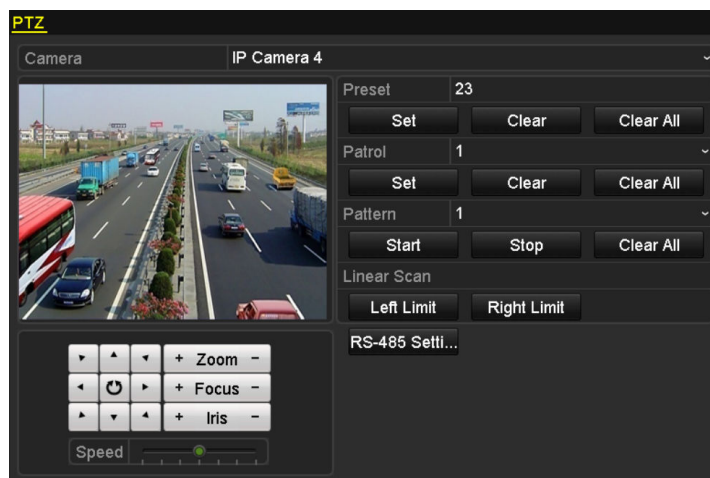 PTZ
Camera IP Camera 4
Preset 23
Set Clear Clear All
Patrol 1
Set Clear Clear All
Pattern 1
Start Stop Clear All
Linear Scan
Left Limit Right Limit
RS-485 Setti...
+ Zoom -
+ Focus -
+ Iris -
Speed